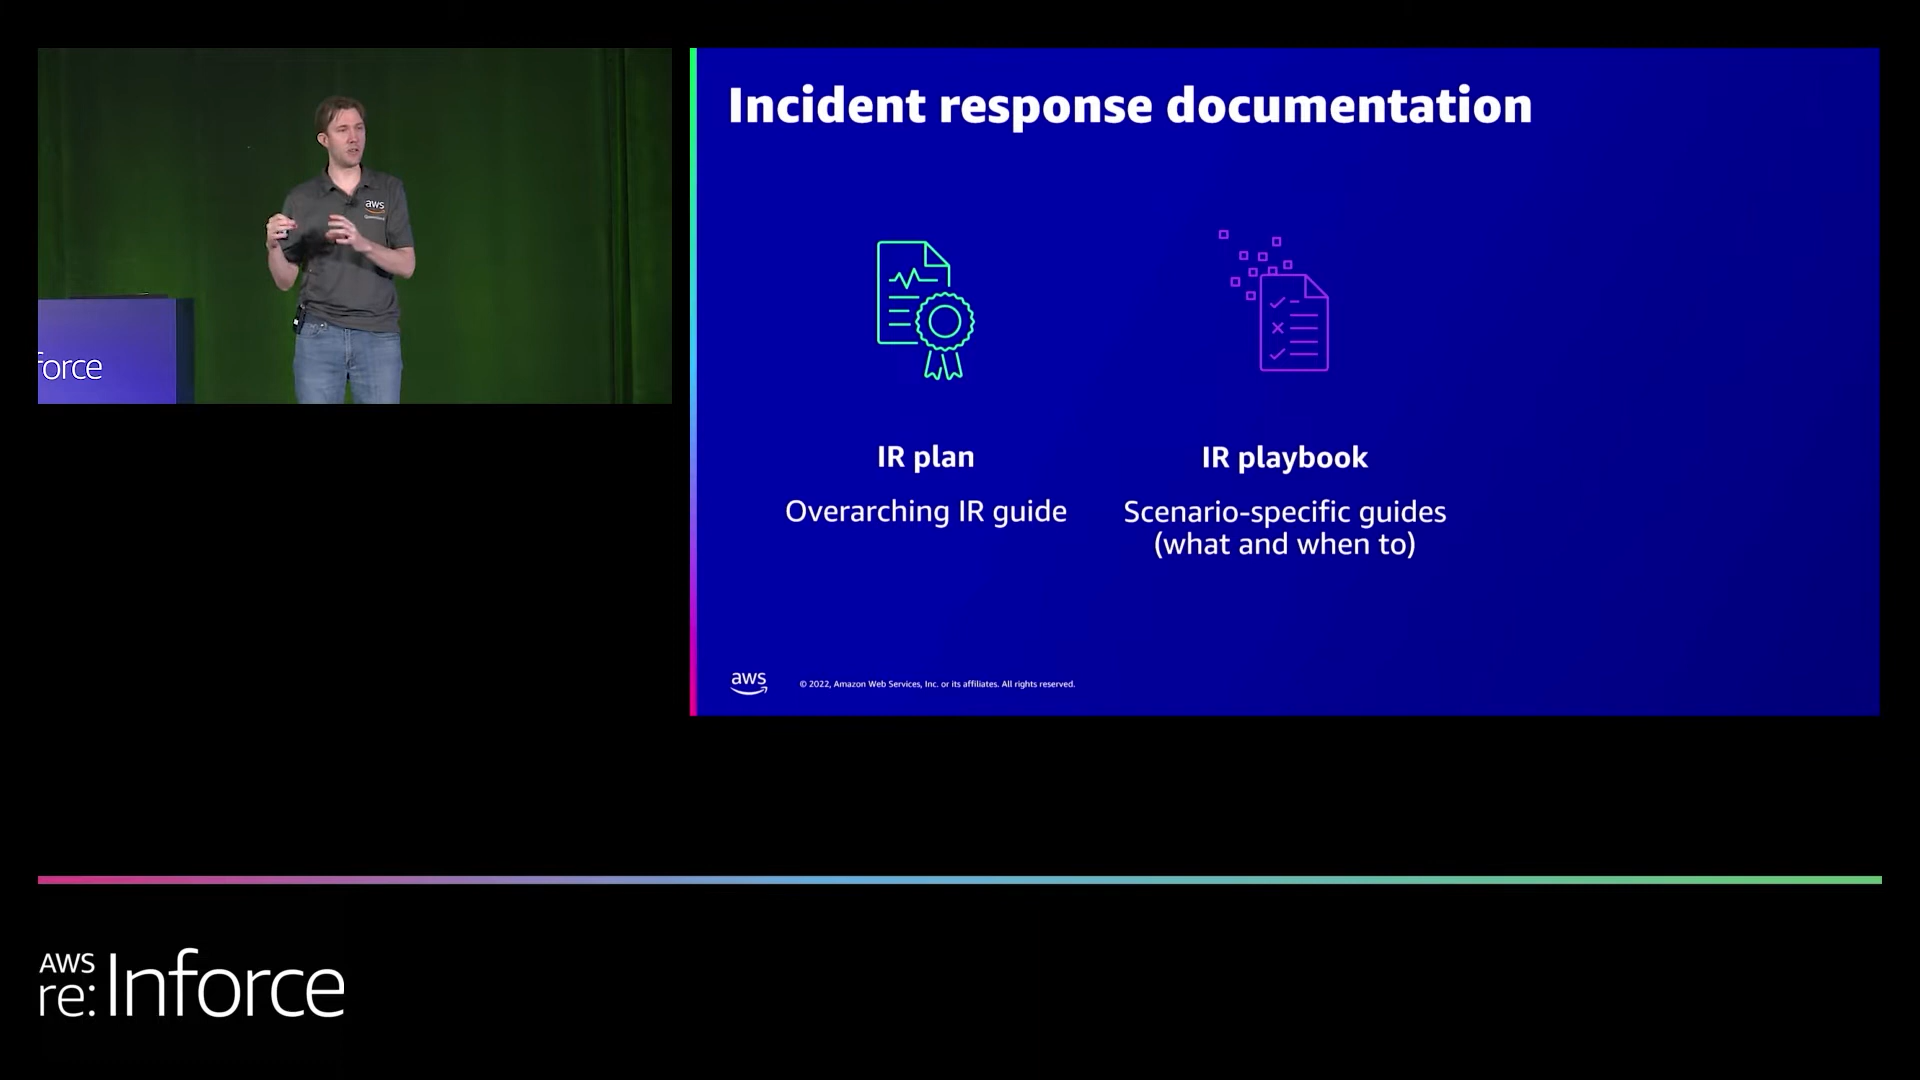 force
aws
Incident response documentation
IR plan
Overarching IR guide
IR playbook
Scenario-specific guides
(what and when to)
aws
© 2022, Amazon Web Services, Inc. or its affiliates. All rights reserved.
AWS
re:Inforce